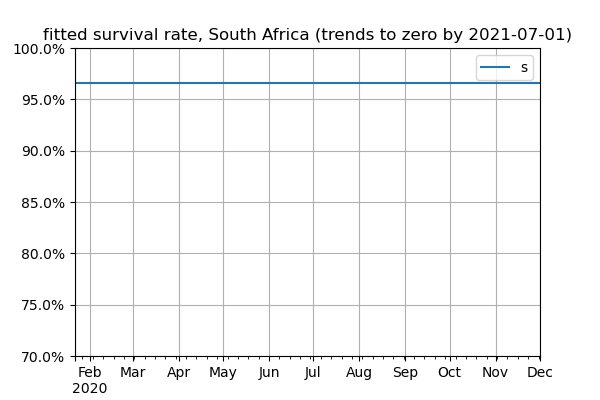 fitted survival rate, South Africa (trends to zero by 2021-07-01)
100.0%
s
95.0%
90.0%
85.0%
80.0%
75.0%
70.0%
Feb Mar Apr May Jun Jul Aug Sep Oct Nov Dec
2020